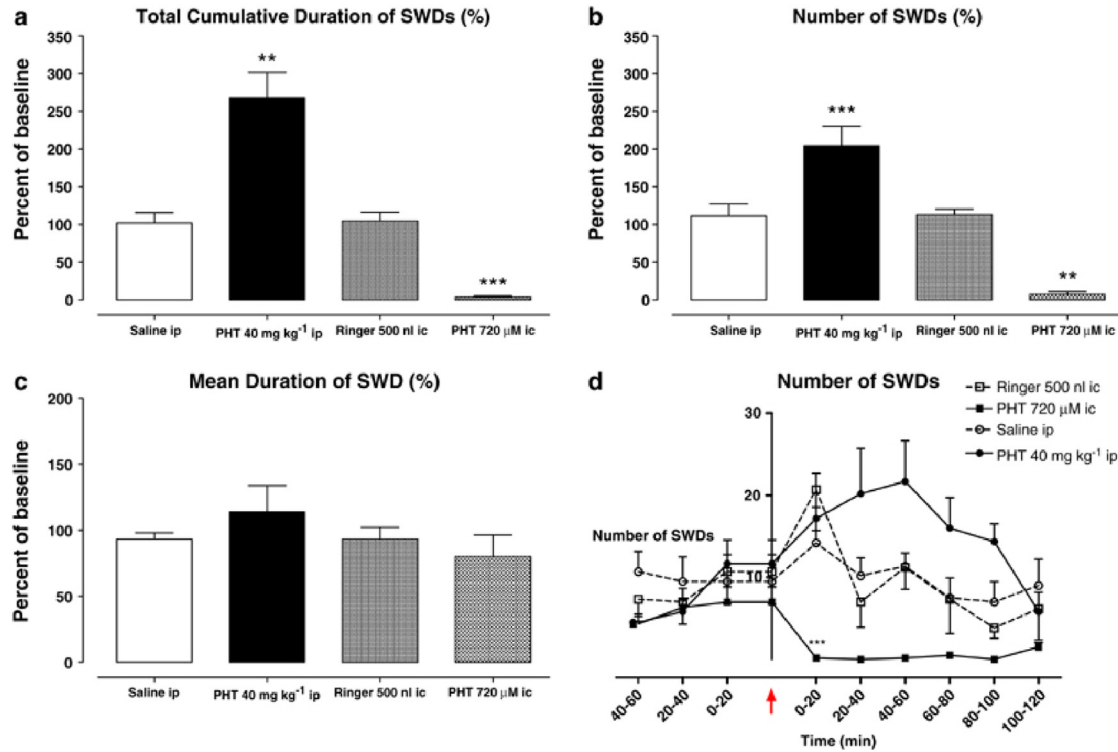 a
Total Cumulative Duration of SWDs (%)
Percent of baseline
350
300
250
200
150
100
50
0
**
***
Saline ip
PHT 40 mg kg⁻¹ ip
Ringer 500 nl ic
PHT 720 μM ic
b
Number of SWDs (%)
Percent of baseline
350
300
250
200
150
100
50
0
***
**
Saline ip
PHT 40 mg kg⁻¹ ip
Ringer 500 nl ic
PHT 720 μM ic
c
Mean Duration of SWD (%)
Percent of baseline
200
150
100
50
0
Saline ip
PHT 40 mg kg⁻¹ ip
Ringer 500 nl ic
PHT 720 μM ic
d
Number of SWDs
Ringer 500 nl ic
PHT 720 μM ic
Saline ip
PHT 40 mg kg⁻¹ ip
30
20
10
Number of SWDs
***
40-60
20-40
0-20
0-20
20-40
40-60
60-80
80-100
100-120
Time (min)